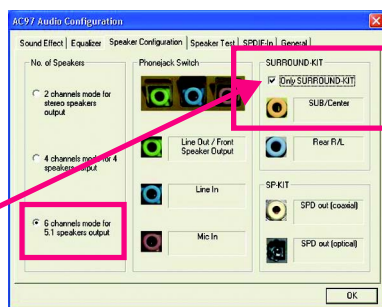 AC97 Audio Configuration
Sound Effect
Equalizer
Speaker Configuration
Speaker Test
SPDIF-In
General
No. of Speakers
2 channels mode for
stereo speakers
output
4 channels mode for 4
speakers output
6 channels mode for
5.1 speakers output
Phonejack Switch
Line Out / Front
Speaker Output
Line In
Mic In
SURROUND-KIT
Only SURROUND-KIT
SUB/Center
Rear R/L
SP-KIT
SPD out (coaxial)
SPD out (optical)
OK